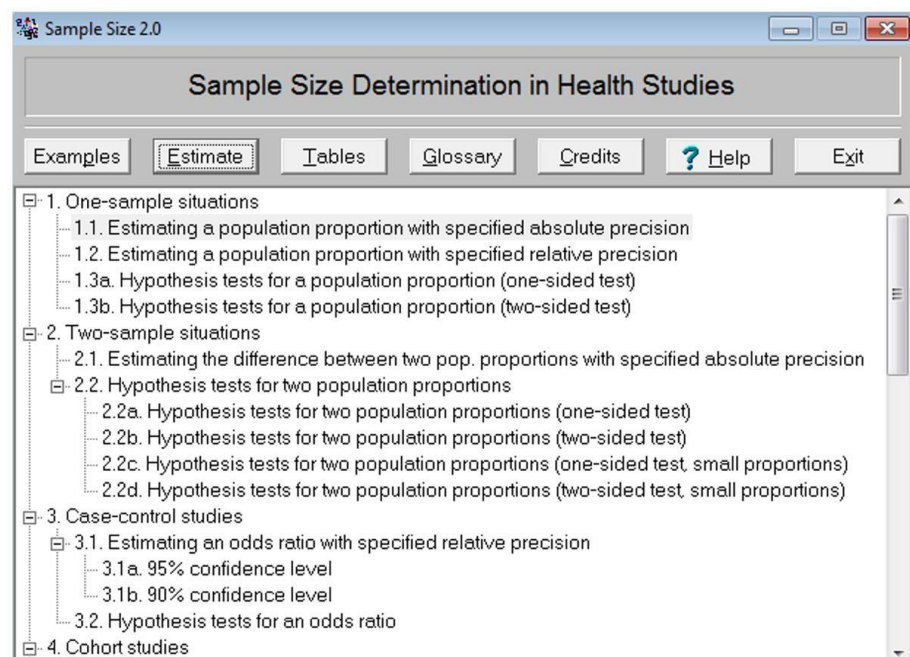 Sample Size 2.0
Sample Size Determination in Health Studies
Examples Estimate Tables Glossary Credits ? Help Exit
1. One-sample situations
1.1. Estimating a population proportion with specified absolute precision
1.2. Estimating a population proportion with specified relative precision
1.3a. Hypothesis tests for a population proportion (one-sided test)
1.3b. Hypothesis tests for a population proportion (two-sided test)
2. Two-sample situations
2.1. Estimating the difference between two pop. proportions with specified absolute precision
2.2. Hypothesis tests for two population proportions
2.2a. Hypothesis tests for two population proportions (one-sided test)
2.2b. Hypothesis tests for two population proportions (two-sided test)
2.2c. Hypothesis tests for two population proportions (one-sided test, small proportions)
2.2d. Hypothesis tests for two population proportions (two-sided test, small proportions)
3. Case-control studies
3.1. Estimating an odds ratio with specified relative precision
3.1a. 95% confidence level
3.1b. 90% confidence level
3.2. Hypothesis tests for an odds ratio
4. Cohort studies